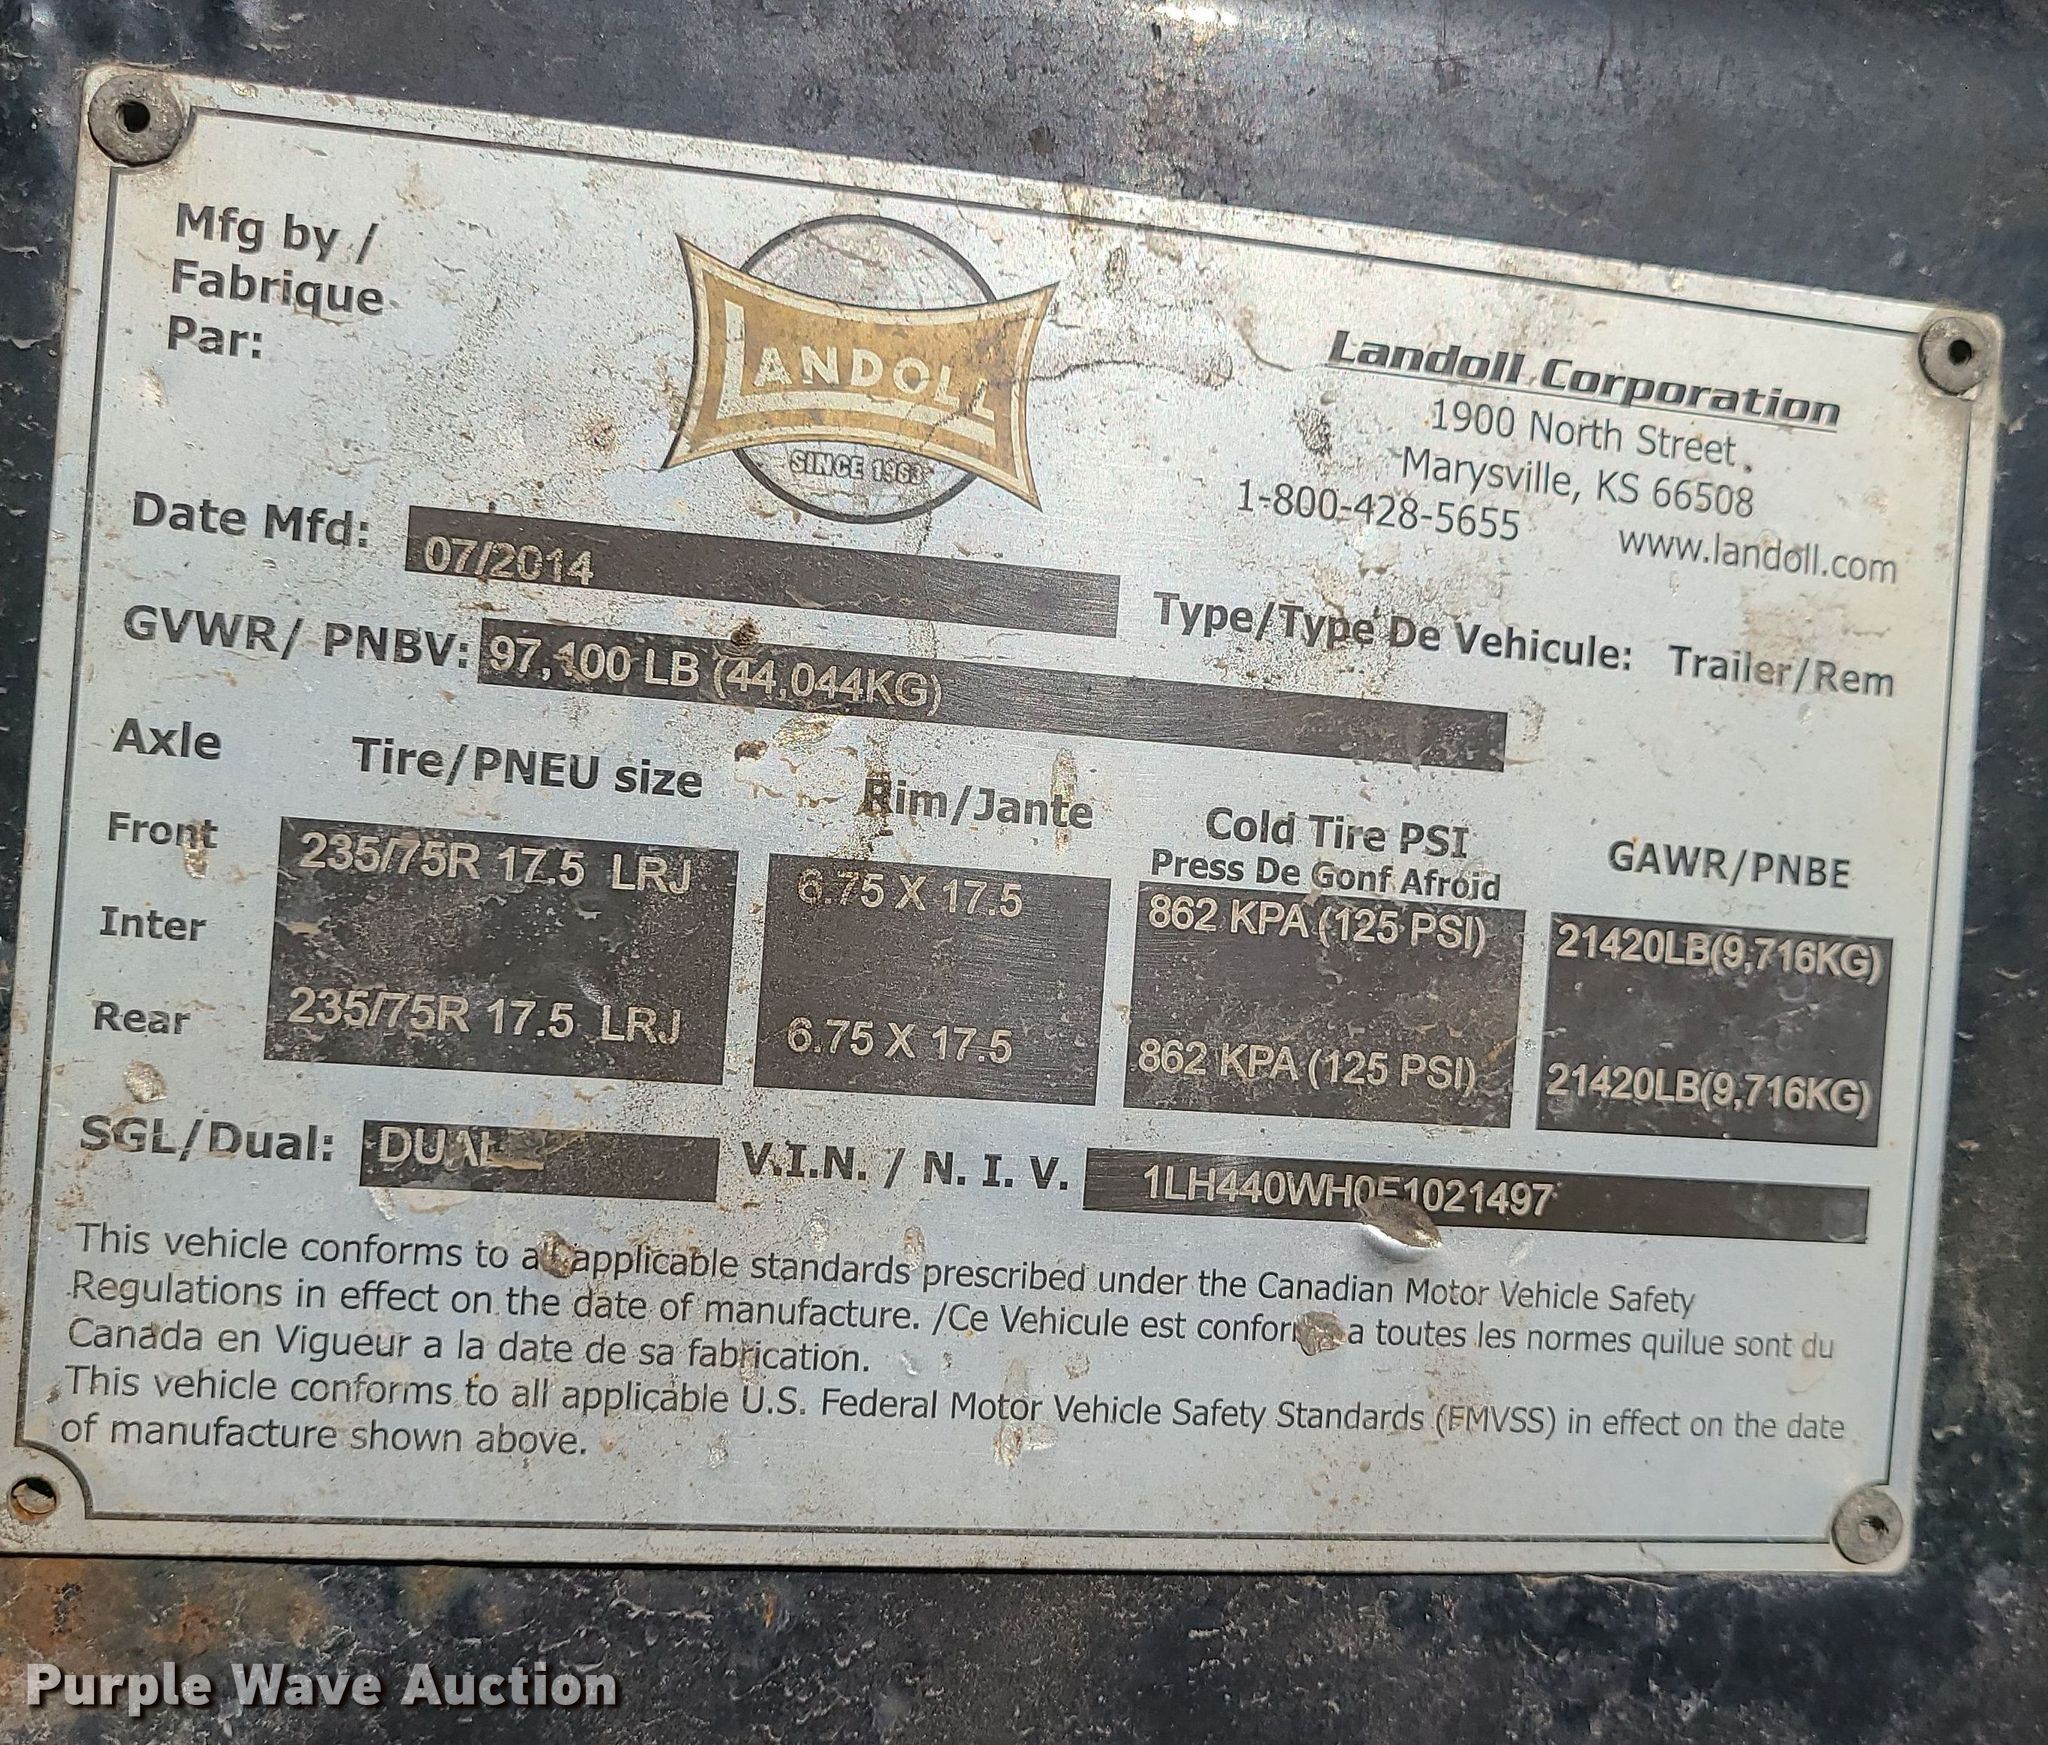 Mfg by /
Fabrique
Par:
LANDOLL
SINCE 1963
Landoll Corporation
1900 North Street
Marysville, KS 66508
1-800-428-5655 www.landoll.com
Date Mfd: 07/2014
Type/Type De Vehicule: Trailer/Rem
GVWR/ PNBV: 97,100 LB (44,044KG)
Axle Tire/PNEU size Rim/Jante Cold Tire PSI GAWR/PNBE
Press De Gonf Afroid
Front 235/75R 17.5 LRJ 6.75 X 17.5 862 KPA (125 PSI) 21420LB(9,716KG)
Inter
Rear 235/75R 17.5 LRJ 6.75 X 17.5 862 KPA (125 PSI) 21420LB(9,716KG)
SGL/Dual: DUAL V.I.N. / N. I. V. 1LH440WH0E1021497
This vehicle conforms to all applicable standards prescribed under the Canadian Motor Vehicle Safety
Regulations in effect on the date of manufacture. /Ce Vehicule est conforme a toutes les normes quilue sont du
Canada en Vigueur a la date de sa fabrication.
This vehicle conforms to all applicable U.S. Federal Motor Vehicle Safety Standards (FMVSS) in effect on the date
of manufacture shown above.
Purple Wave Auction